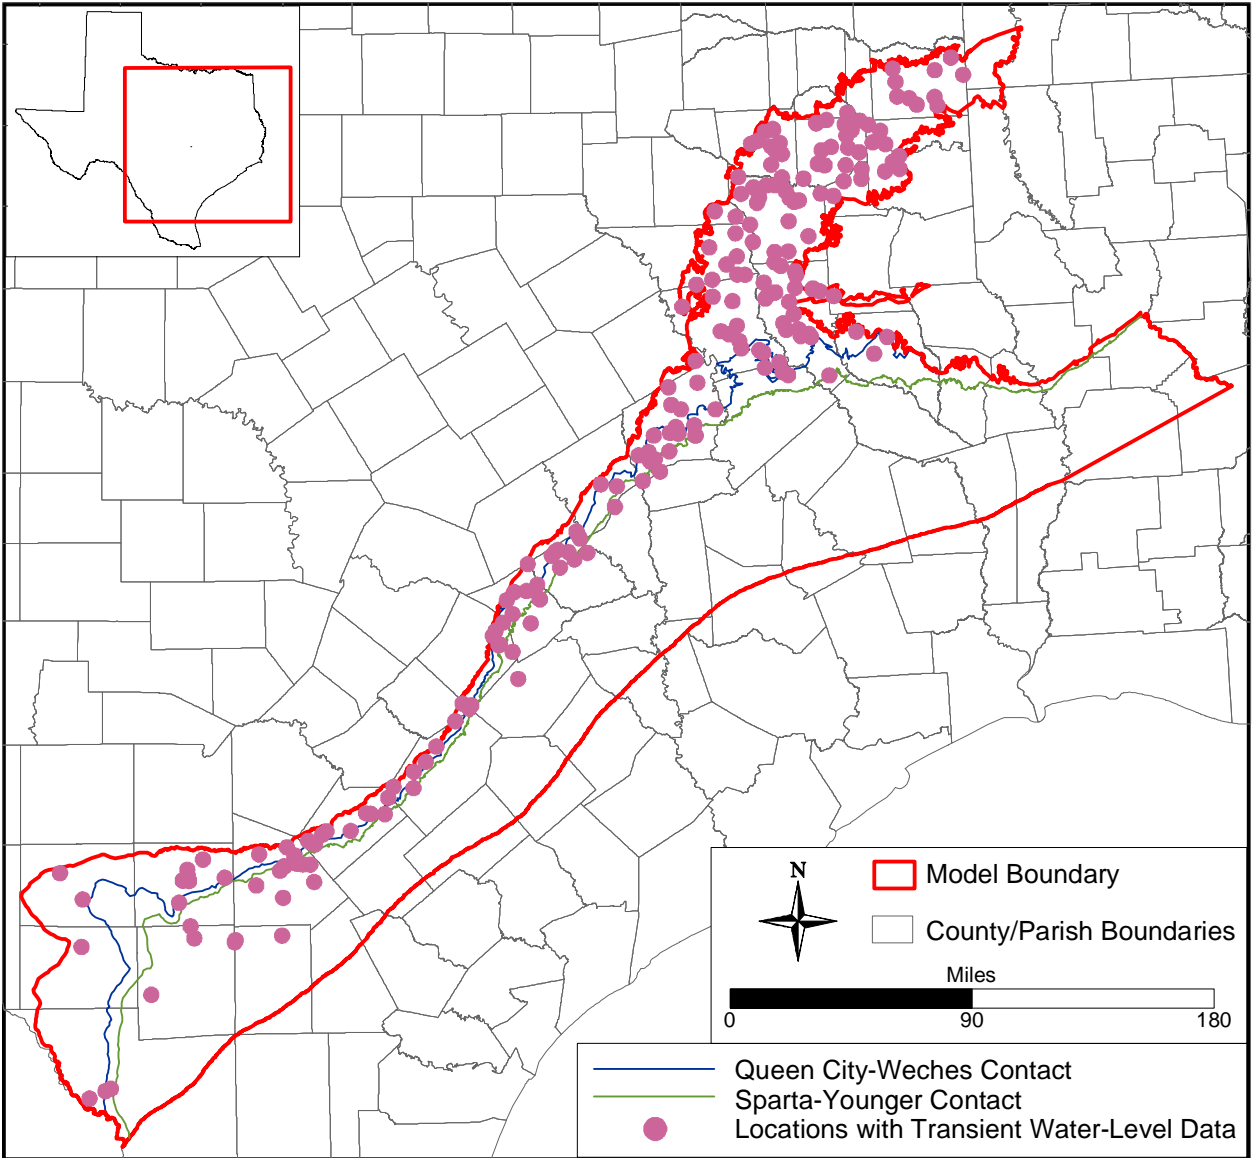 N
Model Boundary
County/Parish Boundaries
Miles
0 90 180
Queen City-Weches Contact
Sparta-Younger Contact
Locations with Transient Water-Level Data